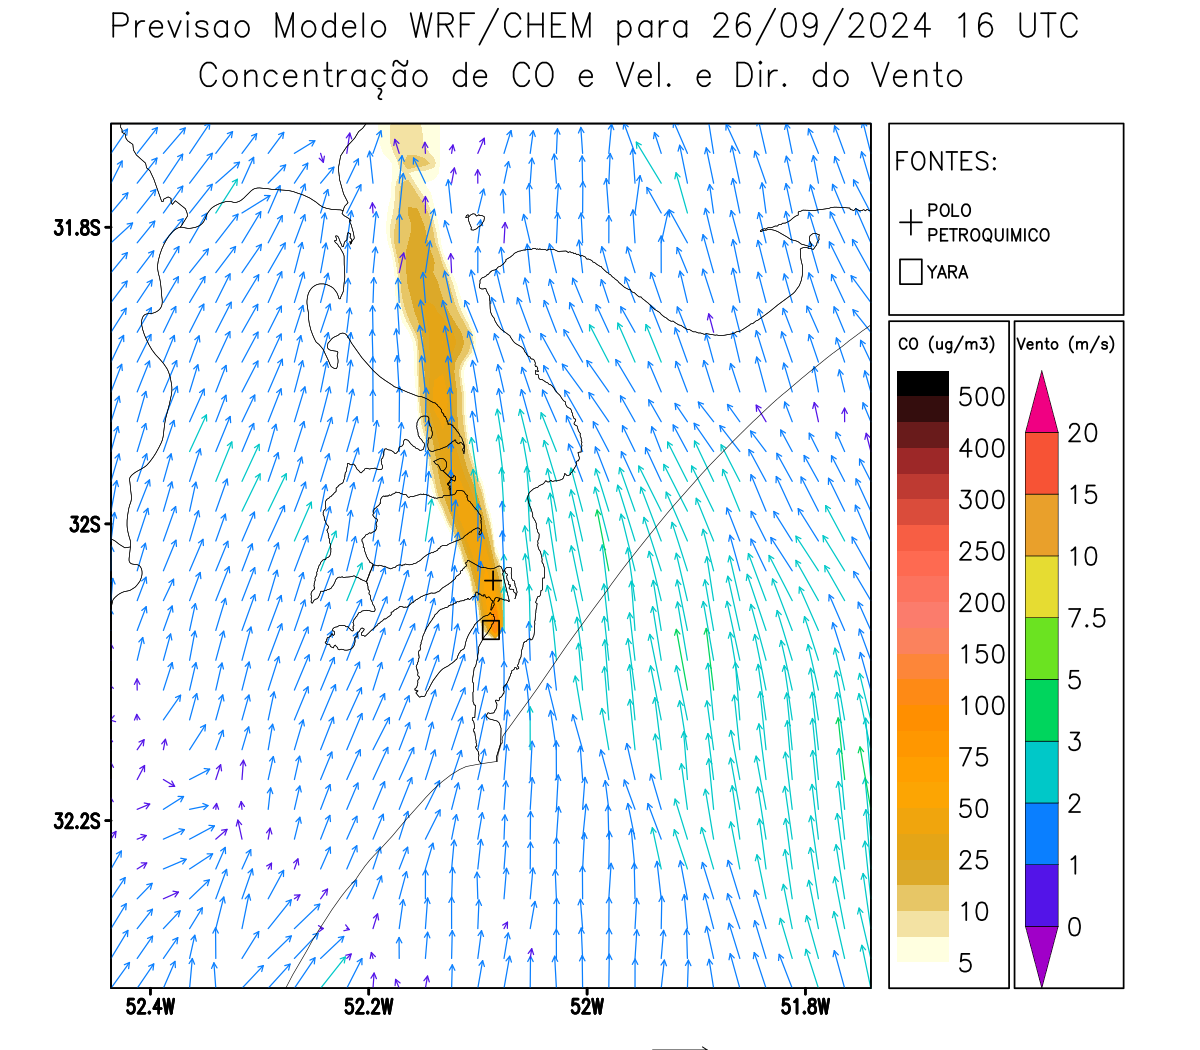 Previsao Modelo WRF/CHEM para 26/09/2024 16 UTC
Concentração de CO e Vel. e Dir. do Vento
FONTES:
POLO
PETROQUIMICO
YARA
CO (ug/m3)
500
400
300
250
200
150
100
75
50
25
10
5
Vento (m/s)
20
15
10
7.5
5
3
2
1
0
31.8S
32S
32.2S
52.4W
52.2W
52W
51.8W